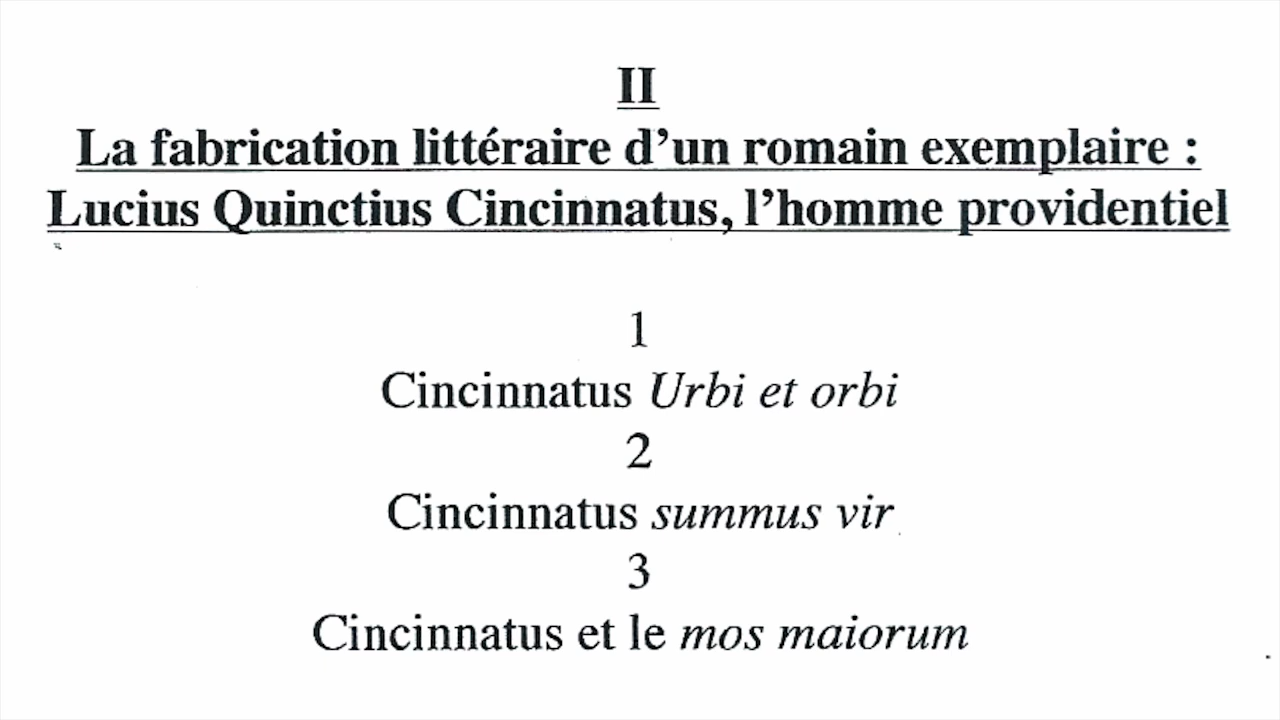 II
La fabrication littéraire d'un romain exemplaire :
Lucius Quinctius Cincinnatus, l'homme providentiel
1
Cincinnatus Urbi et orbi
2
Cincinnatus summus vir
3
Cincinnatus et le mos maiorum